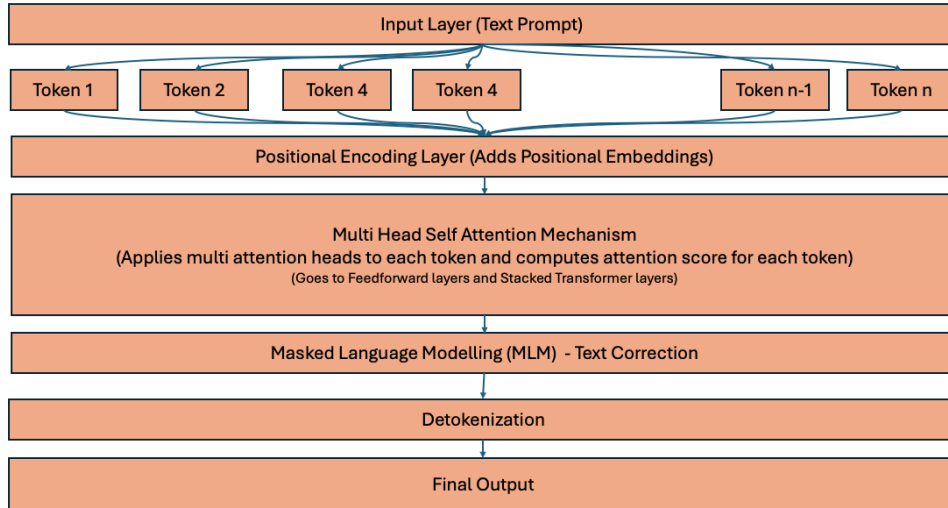 Input Layer (Text Prompt)
Token 1
Token 2
Token 4
Token 4
Token n-1
Token n
Positional Encoding Layer (Adds Positional Embeddings)
Multi Head Self Attention Mechanism
(Applies multi attention heads to each token and computes attention score for each token)
(Goes to Feedforward layers and Stacked Transformer layers)
Masked Language Modelling (MLM) - Text Correction
Detokenization
Final Output